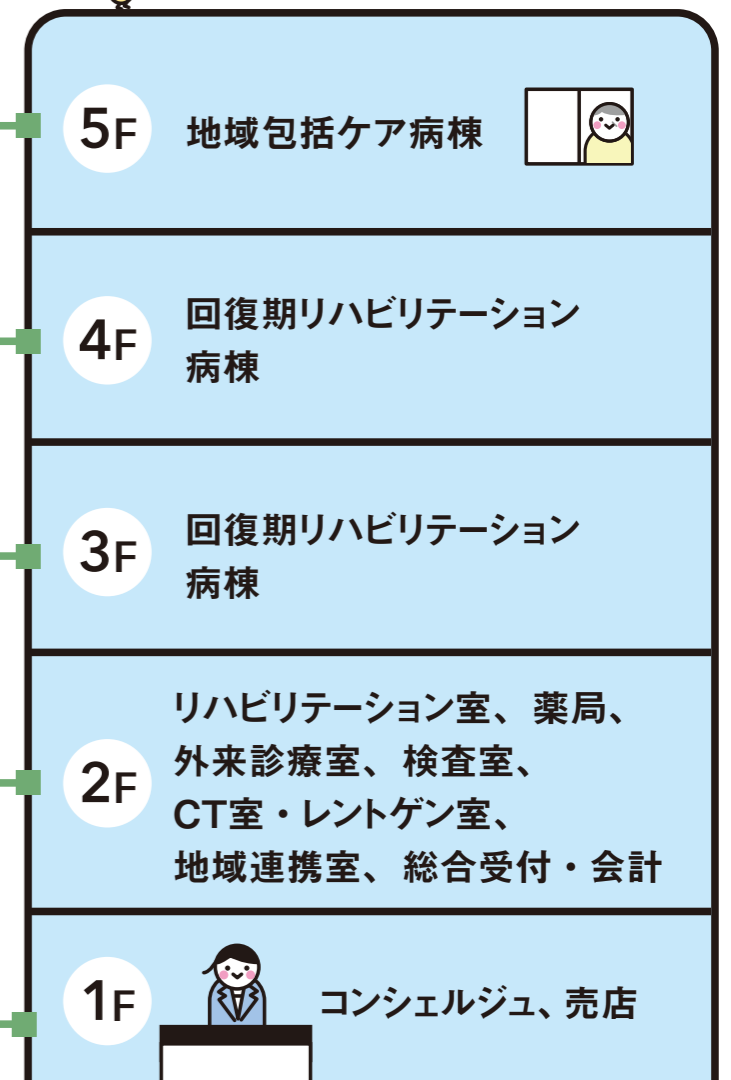 5F 地域包括ケア病棟
4F 回復期リハビリテーション
病棟
3F 回復期リハビリテーション
病棟
2F リハビリテーション室、薬局、
外来診療室、検査室、
CT室・レントゲン室、
地域連携室、総合受付・会計
1F コンシェルジュ、売店